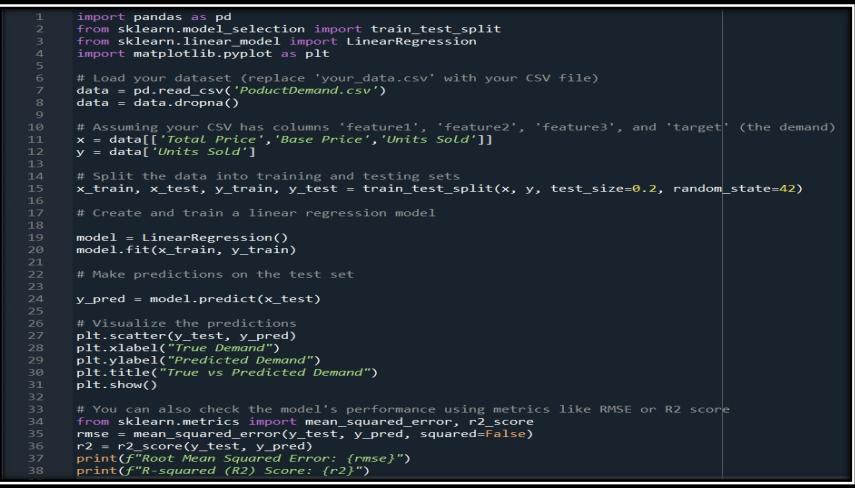 1 import pandas as pd
2 from sklearn.model_selection import train_test_split
3 from sklearn.linear_model import LinearRegression
4 import matplotlib.pyplot as plt
5
6 # Load your dataset (replace 'your_data.csv' with your CSV file)
7 data = pd.read_csv('PoductDemand.csv')
8 data = data.dropna()
9
10 # Assuming your CSV has columns 'feature1', 'feature2', 'feature3', and 'target' (the demand)
11 x = data[['Total Price','Base Price','Units Sold']]
12 y = data['Units Sold']
13
14 # Split the data into training and testing sets
15 x_train, x_test, y_train, y_test = train_test_split(x, y, test_size=0.2, random_state=42)
16
17 # Create and train a linear regression model
18
19 model = LinearRegression()
20 model.fit(x_train, y_train)
21
22 # Make predictions on the test set
23
24 y_pred = model.predict(x_test)
25
26 # Visualize the predictions
27 plt.scatter(y_test, y_pred)
28 plt.xlabel("True Demand")
29 plt.ylabel("Predicted Demand")
30 plt.title("True vs Predicted Demand")
31 plt.show()
32
33 # You can also check the model's performance using metrics like RMSE or R2 score
34 from sklearn.metrics import mean_squared_error, r2_score
35 rmse = mean_squared_error(y_test, y_pred, squared=False)
36 r2 = r2_score(y_test, y_pred)
37 print(f"Root Mean Squared Error: {rmse}")
38 print(f"R-squared (R2) Score: {r2}")